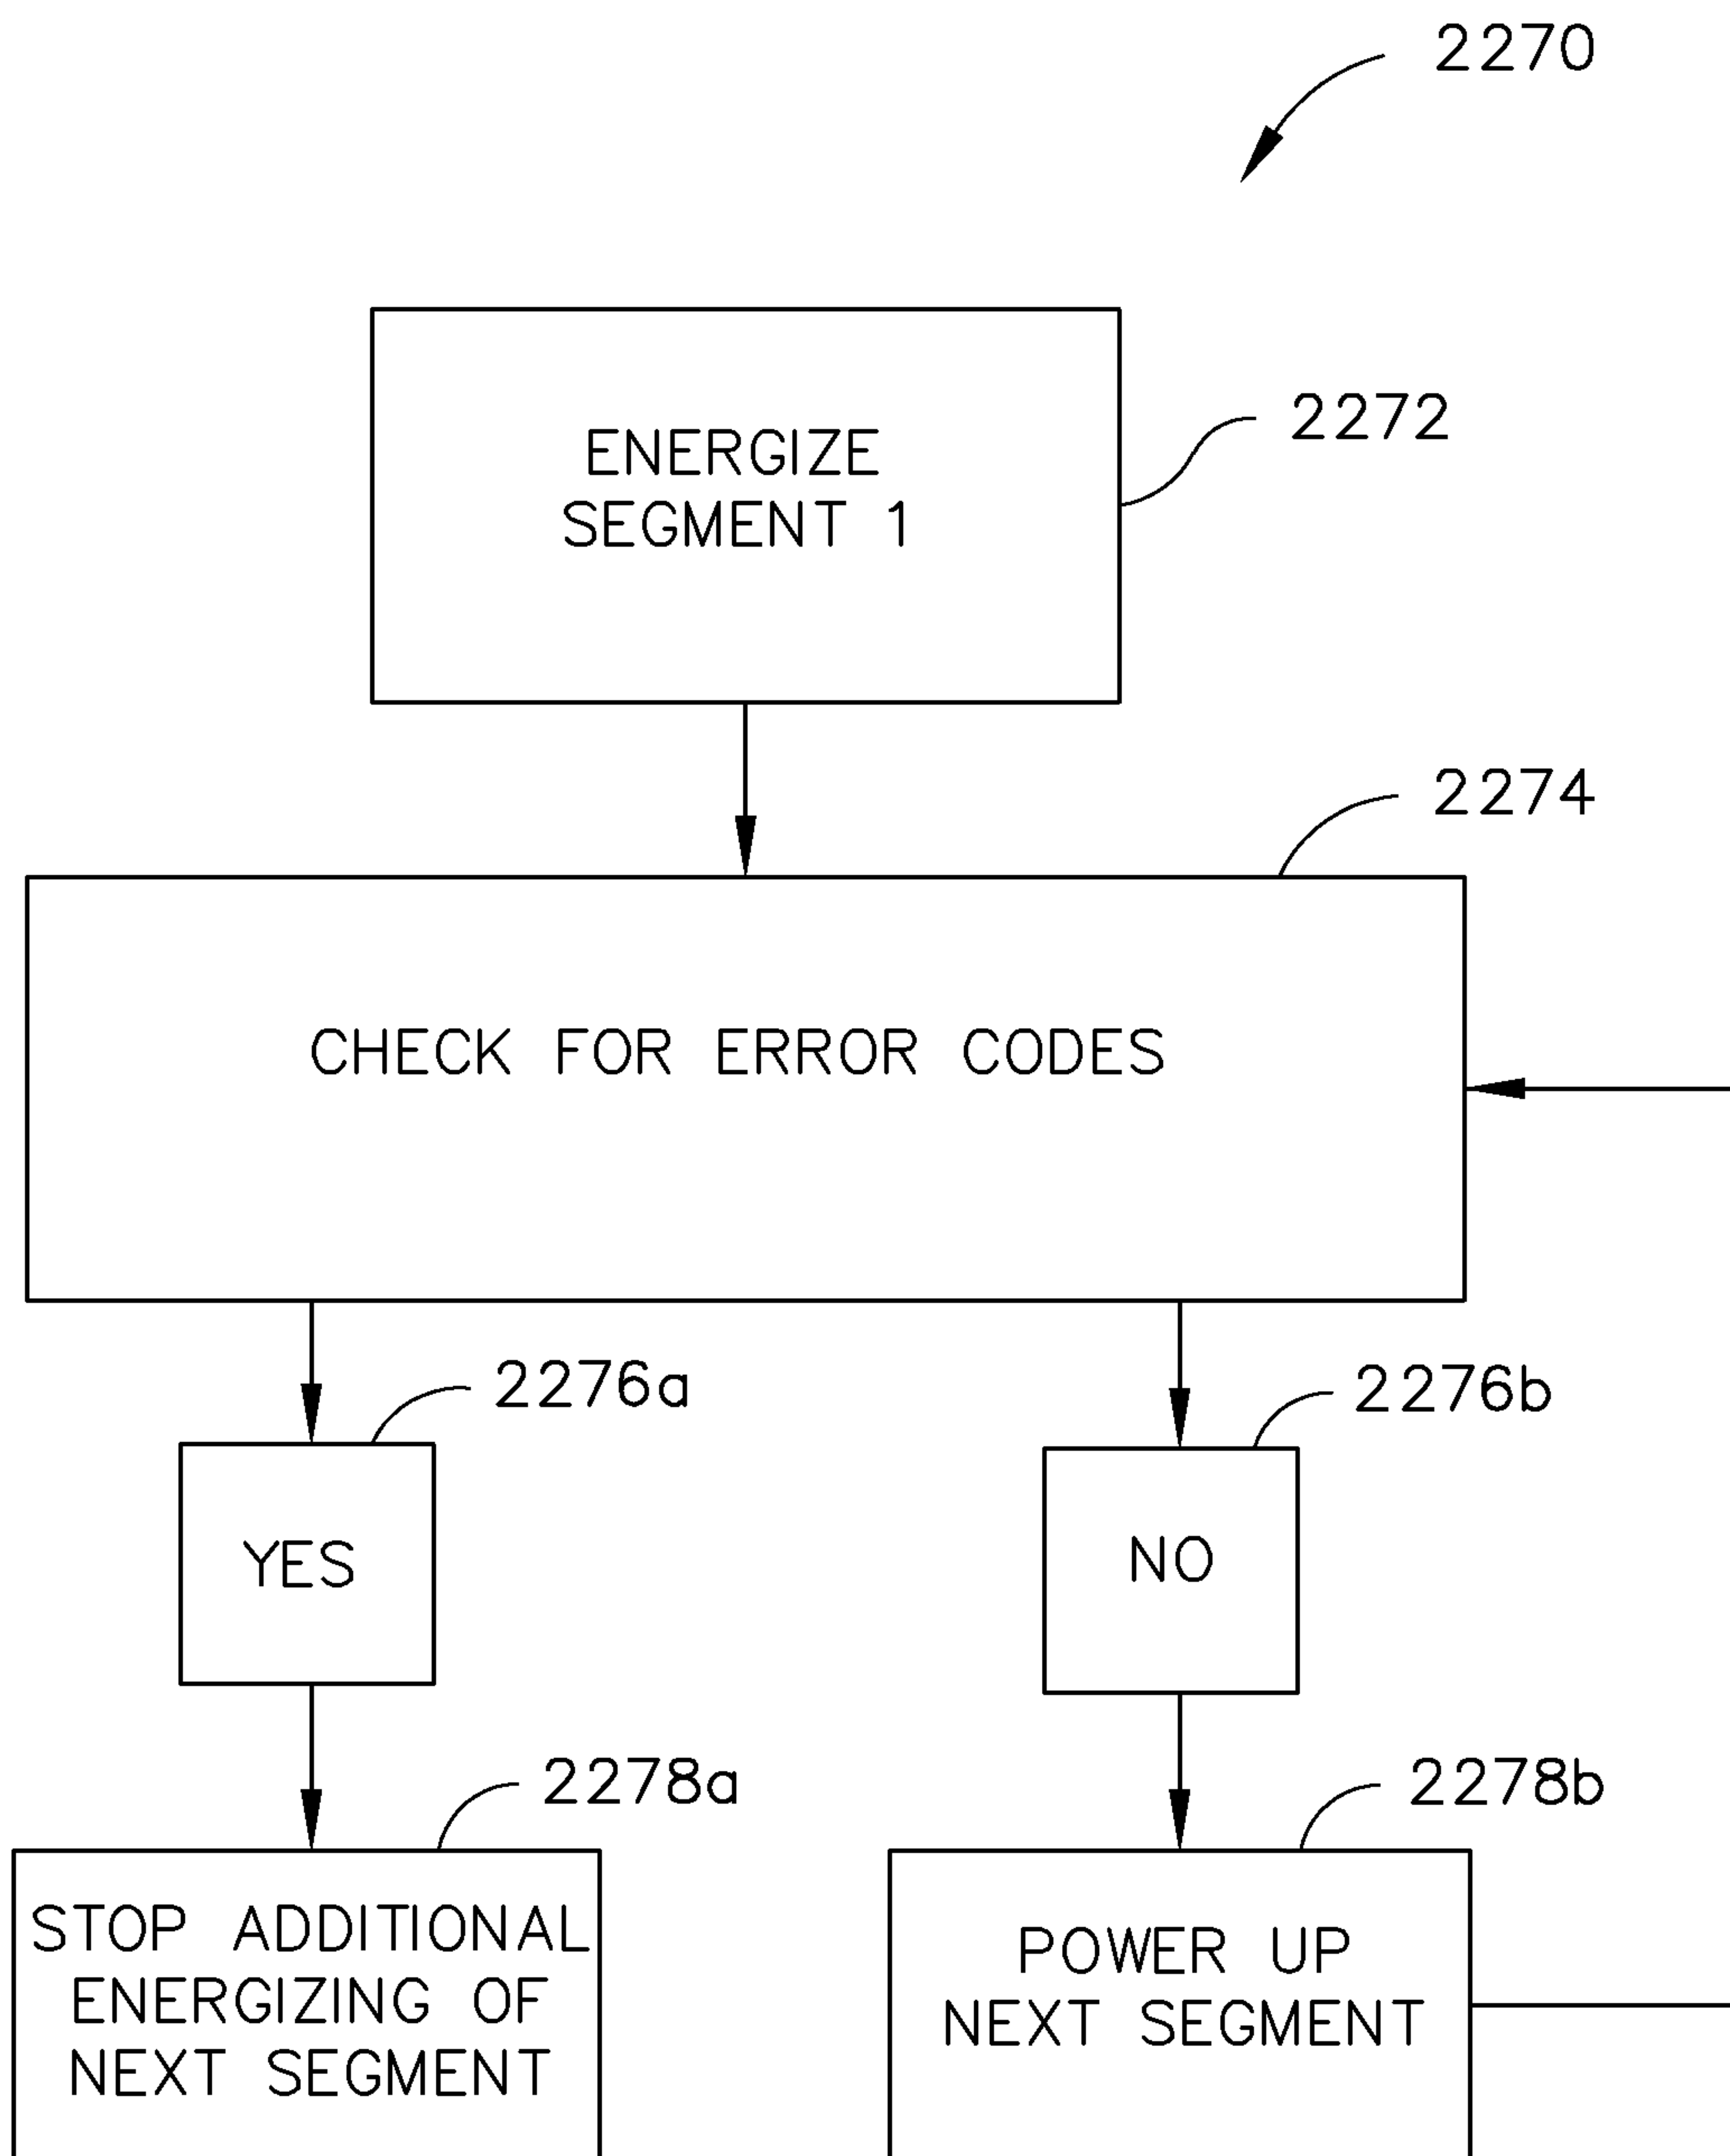 2270
ENERGIZE
SEGMENT 1
2272
2274
CHECK FOR ERROR CODES
2276a
2276b
YES
NO
2278a
2278b
STOP ADDITIONAL
ENERGIZING OF
NEXT SEGMENT
POWER UP
NEXT SEGMENT